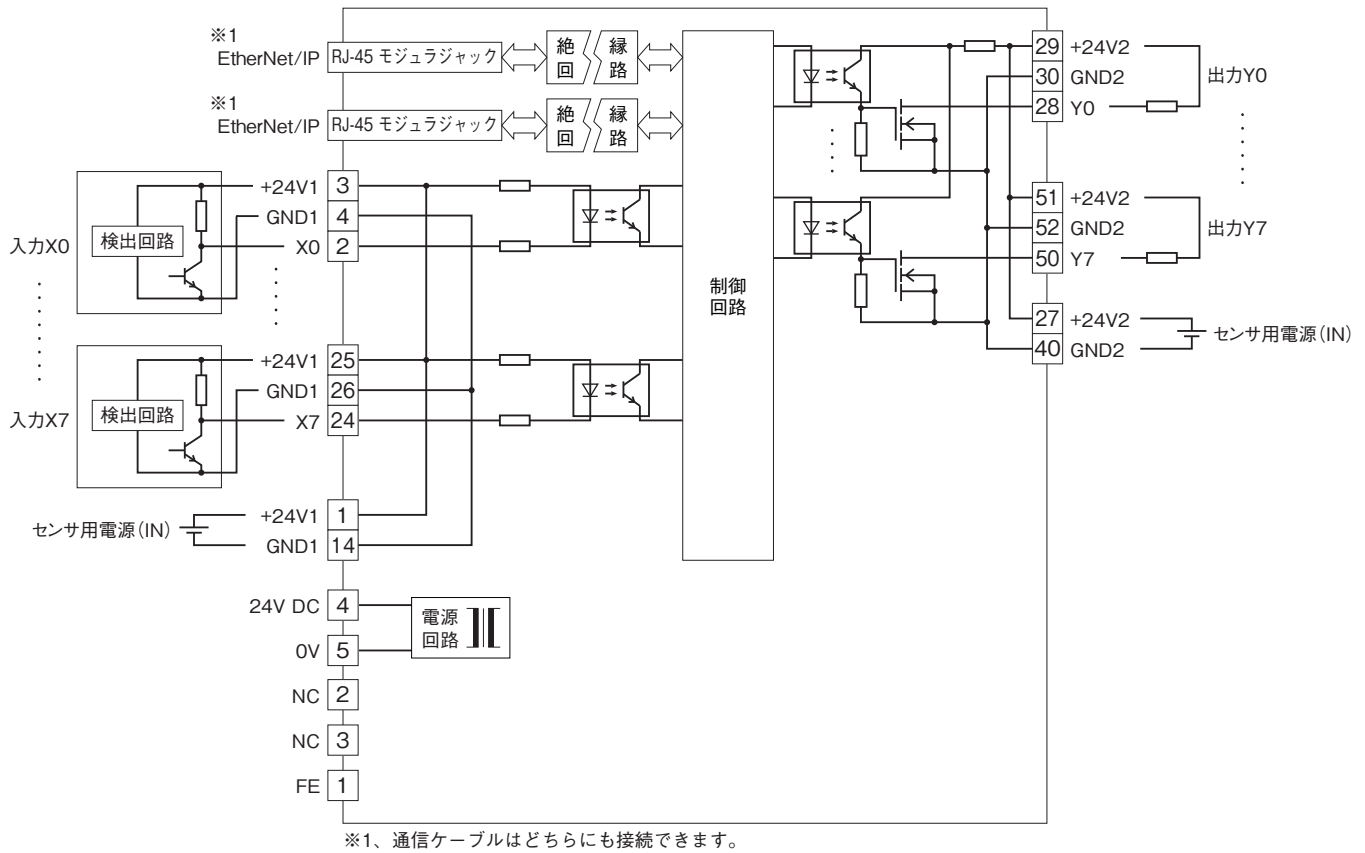 ※1
EtherNet/IP
RJ-45 モジュラジャック
絶 縁
回 路
※1
EtherNet/IP
RJ-45 モジュラジャック
絶 縁
回 路
入力X0
検出回路
+24V1 3
GND1 4
X0 2
入力X7
検出回路
+24V1 25
GND1 26
X7 24
センサ用電源(IN)
+24V1 1
GND1 14
24V DC 4
0V 5
電源
回路
NC 2
NC 3
FE 1
制御
回路
29 +24V2
30 GND2
28 Y0
出力Y0
51 +24V2
52 GND2
50 Y7
出力Y7
27 +24V2
40 GND2
センサ用電源(IN)
※1、通信ケーブルはどちらにも接続できます。